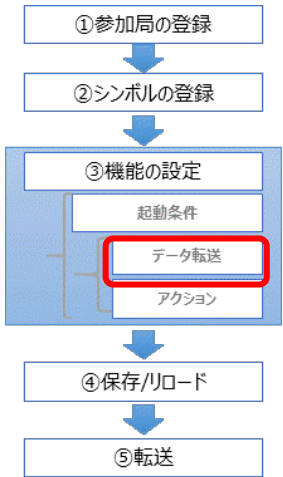 ①参加局の登録
②シンボルの登録
③機能の設定
起動条件
データ転送
アクション
④保存/リロード
⑤転送